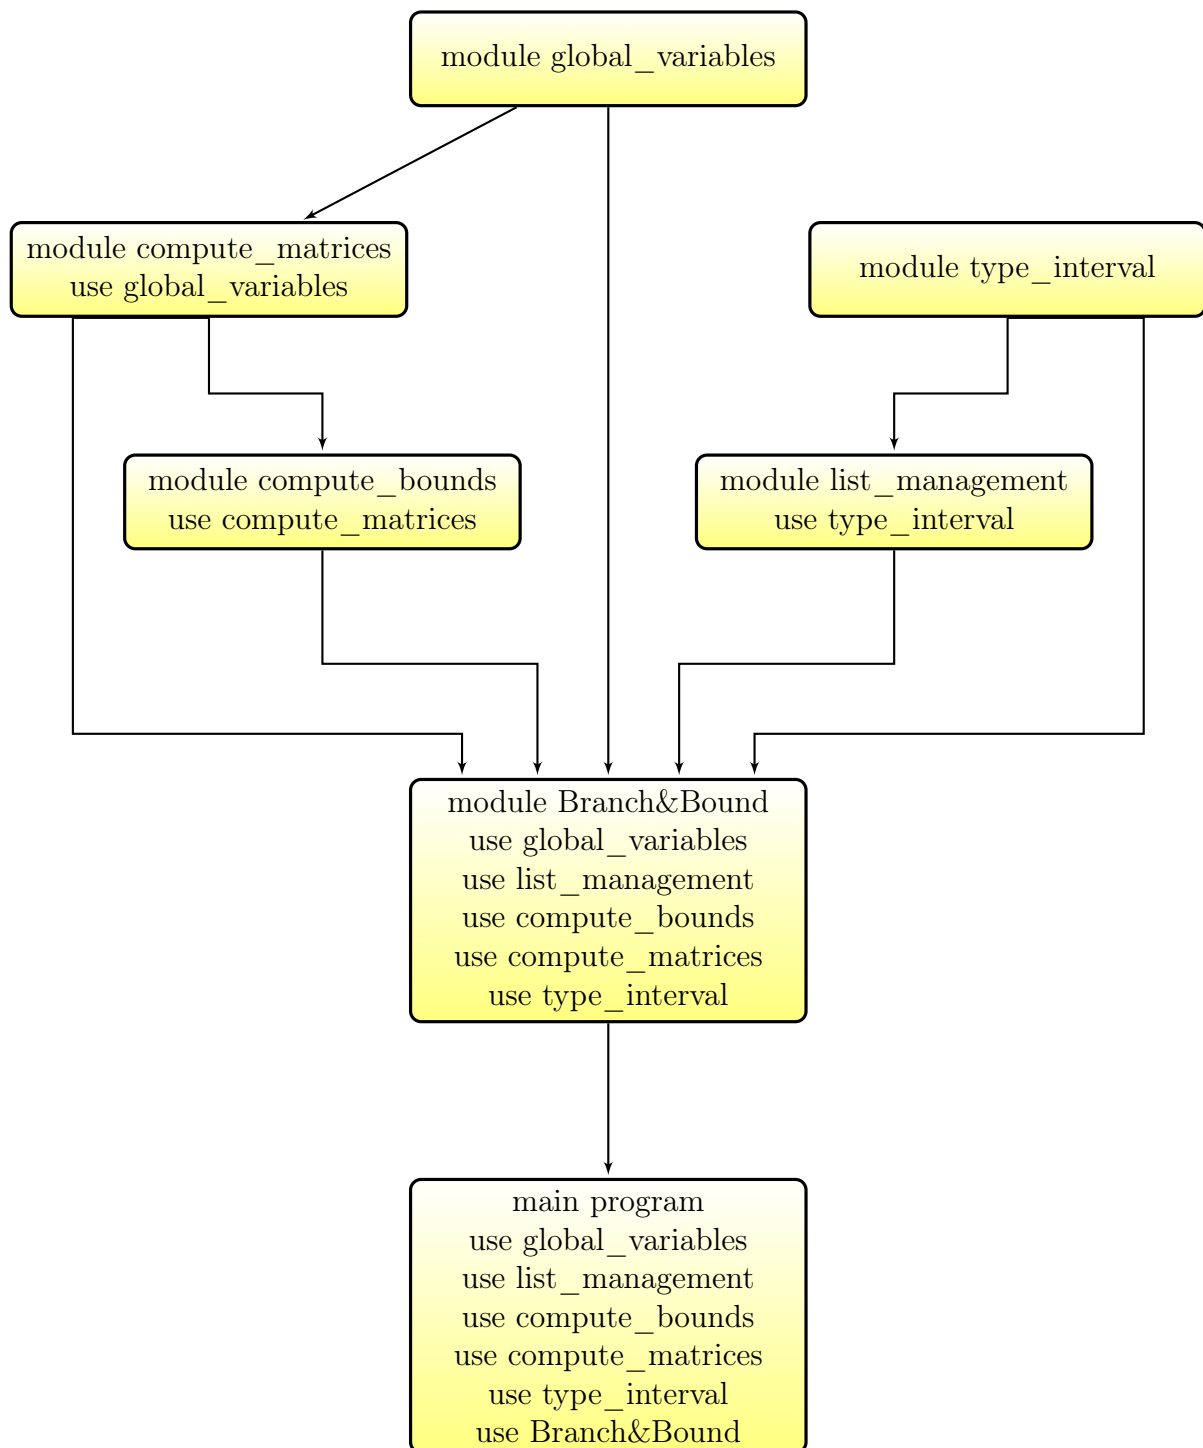 module global_variables
module compute_matrices
use global_variables
module type_interval
module compute_bounds
use compute_matrices
module list_management
use type_interval
module Branch&Bound
use global_variables
use list_management
use compute_bounds
use compute_matrices
use type_interval
main program
use global_variables
use list_management
use compute_bounds
use compute_matrices
use type_interval
use Branch&Bound